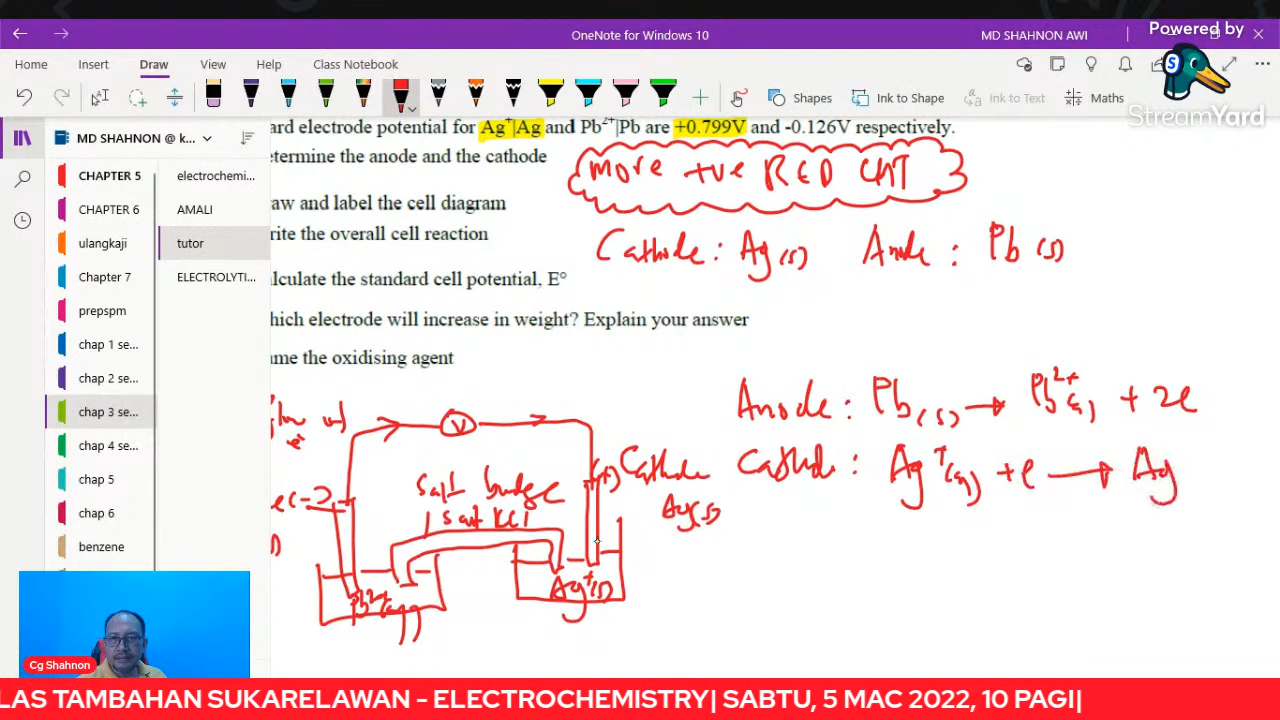 OneNote for Windows 10
MD SHAHNON AWI
Powered by
StreamYard
Home Insert Draw View Help Class Notebook
Shapes Ink to Shape Ink to Text Maths
MD SHAHNON @ k...
CHAPTER 5
CHAPTER 6
ulangkaji
Chapter 7
prepspm
chap 1 se...
chap 2 se...
chap 3 se...
chap 4 se...
chap 5
chap 6
benzene
electrochemi...
AMALI
tutor
ELECTROLYTI...
ard electrode potential for Ag⁺|Ag and Pb²⁺|Pb are +0.799V and -0.126V respectively.
etermine the anode and the cathode
More +ve RED CAT
raw and label the cell diagram
rite the overall cell reaction
Cathode : Ag(s) Anode : Pb (s)
alculate the standard cell potential, E°
hich electrode will increase in weight? Explain your answer
ame the oxidising agent
Anode : Pb(s) → Pb²⁺(aq) + 2e
Cathode : Ag⁺(aq) + e → Ag
V
e
salt bridge
sat KCl
(+) Cathode
Ag(s)
Pb²⁺(aq)
Ag⁺(s)
Cg Shahnon
LAS TAMBAHAN SUKARELAWAN - ELECTROCHEMISTRY| SABTU, 5 MAC 2022, 10 PAGI|